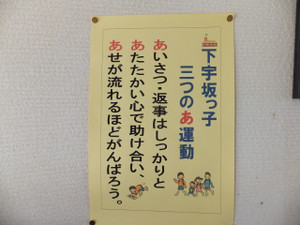 下宇坂っ子
三つのあ運動
あいさつ・返事はしっかりと
あたたかい心で助け合い、
あせが流れるほどがんばろう。